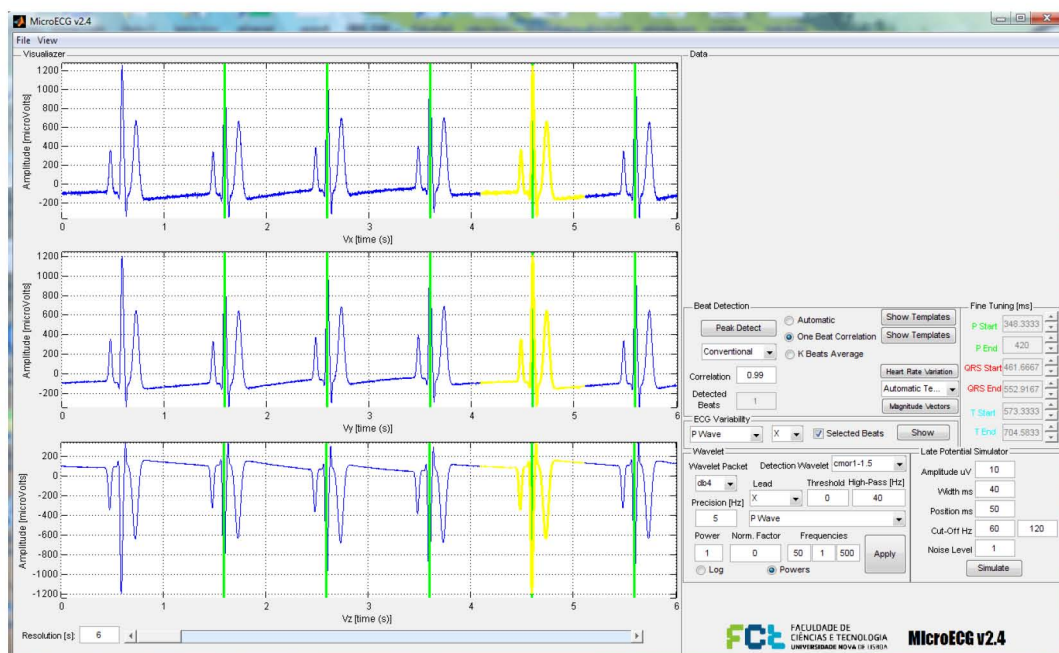 MicroECG v2.4
File View
Visualiazer
1200
1000
800
600
400
200
0
-200
Amplitude [microVolts]
0 1 2 3 4 5 6
Vx [time (s)]
1200
1000
800
600
400
200
0
-200
Amplitude [microVolts]
0 1 2 3 4 5 6
Vy [time (s)]
200
0
-200
-400
-600
-800
-1000
-1200
Amplitude [microVolts]
0 1 2 3 4 5 6
Vz [time (s)]
Resolution [s]: 6
Data
Beat Detection
Peak Detect
Automatic
Show Templates
One Beat Correlation
Show Templates
Conventional
K Beats Average
Correlation 0.99
Heart Rate Variation
Detected Beats 1
Automatic Te...
Magnitude Vectors
Fine Tuning [ms]
P Start 348.3333
P End 420
QRS Start 461.6667
QRS End 552.9167
T Start 573.3333
T End 704.5833
ECG Variability
P Wave X Selected Beats Show
Wavelet
Wavelet Packet Detection Wavelet cmor1-1.5
db4 Lead Threshold High-Pass [Hz]
X 0 40
Precision [Hz]
5 P Wave
Power Norm. Factor Frequencies
1 0 50 1 500 Apply
Log Powers
Late Potential Simulator
Amplitude uV 10
Width ms 40
Position ms 50
Cut-Off Hz 60 120
Noise Level 1
Simulate
FCt FACULDADE DE
CIÊNCIAS E TECNOLOGIA
UNIVERSIDADE NOVA DE LISBOA
MIcroECG v2.4